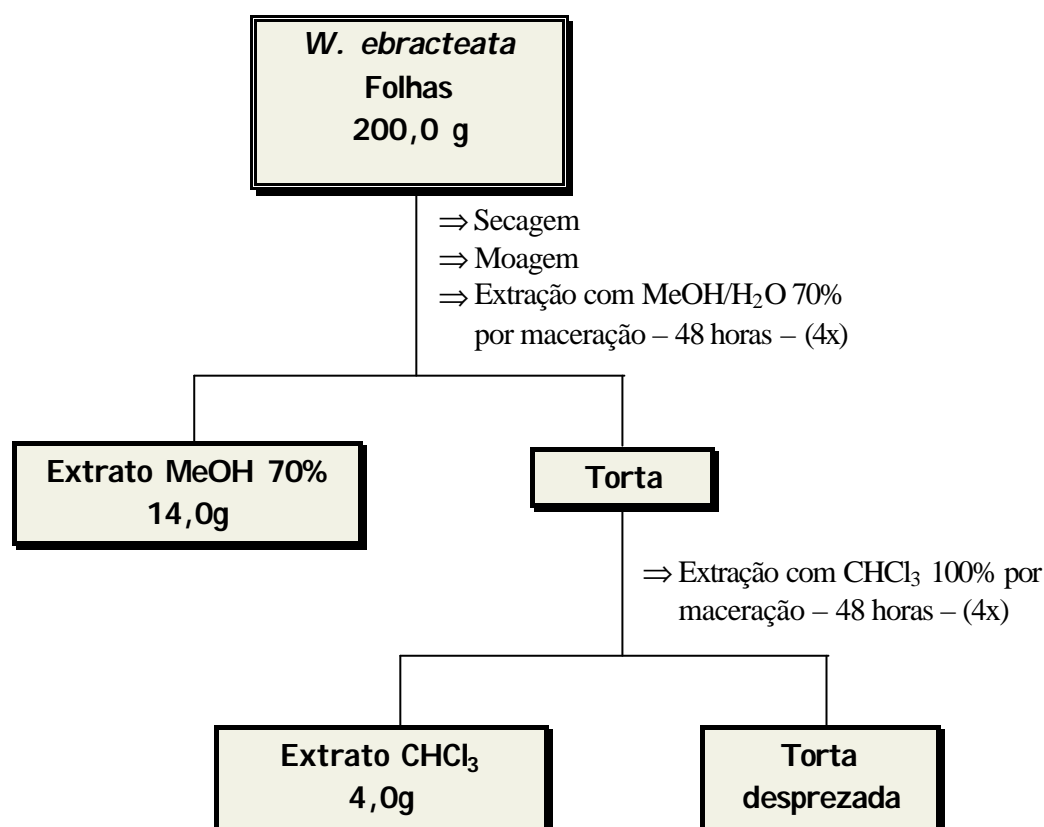 W. ebracteata
Folhas
200,0 g
⇒ Secagem
⇒ Moagem
⇒ Extração com MeOH/H₂O 70%
por maceração – 48 horas – (4x)
Extrato MeOH 70%
14,0g
Torta
⇒ Extração com CHCl₃ 100% por
maceração – 48 horas – (4x)
Extrato CHCl₃
4,0g
Torta
desprezada